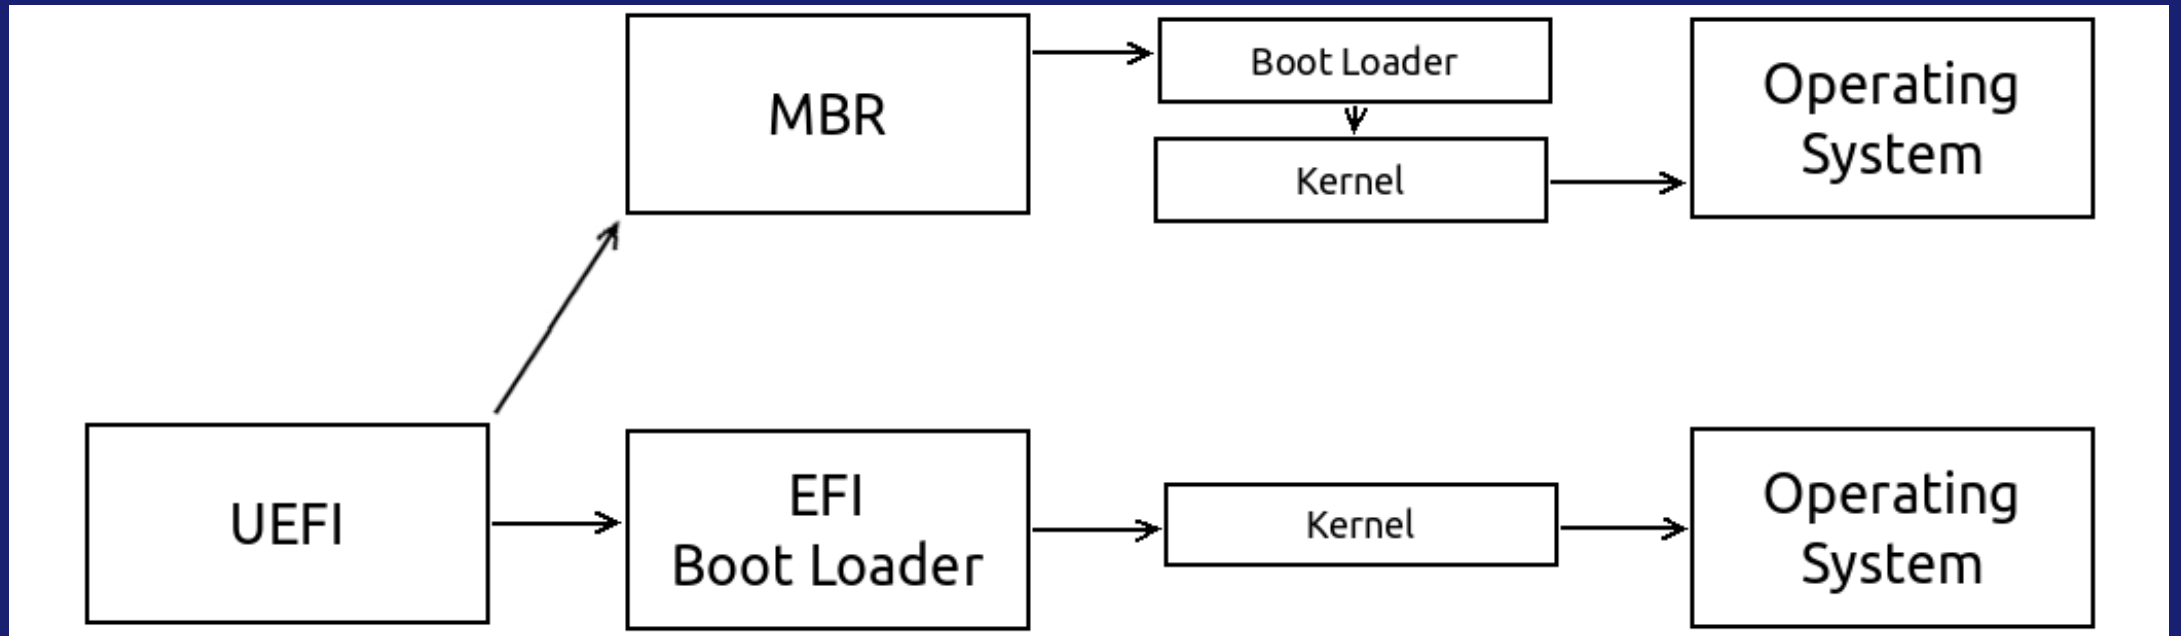 MBR
Boot Loader
Kernel
Operating
System
UEFI
EFI
Boot Loader
Kernel
Operating
System